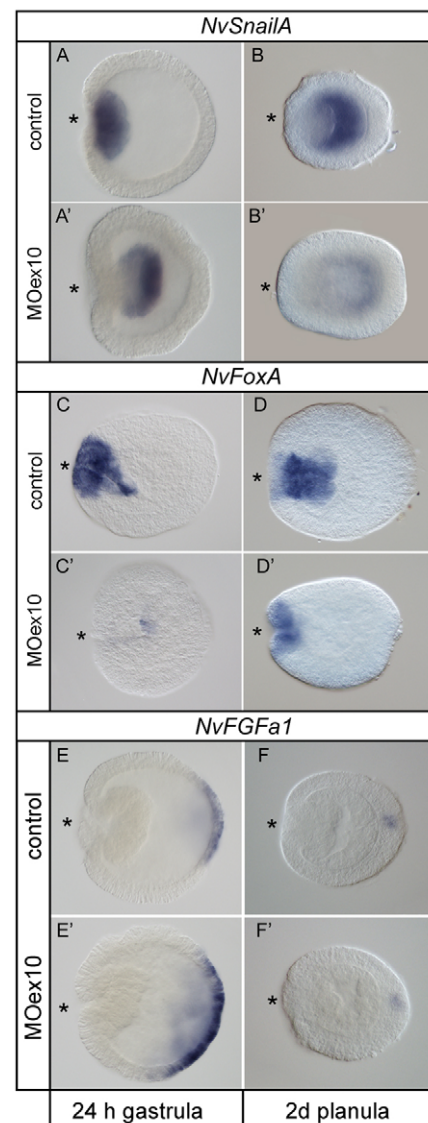 NvSnailA
control
A
*
B
*
MOex10
A'
*
B'
*
NvFoxA
control
C
*
D
*
MOex10
C'
*
D'
*
NvFGFa1
control
E
*
F
*
MOex10
E'
*
F'
*
24 h gastrula
2d planula